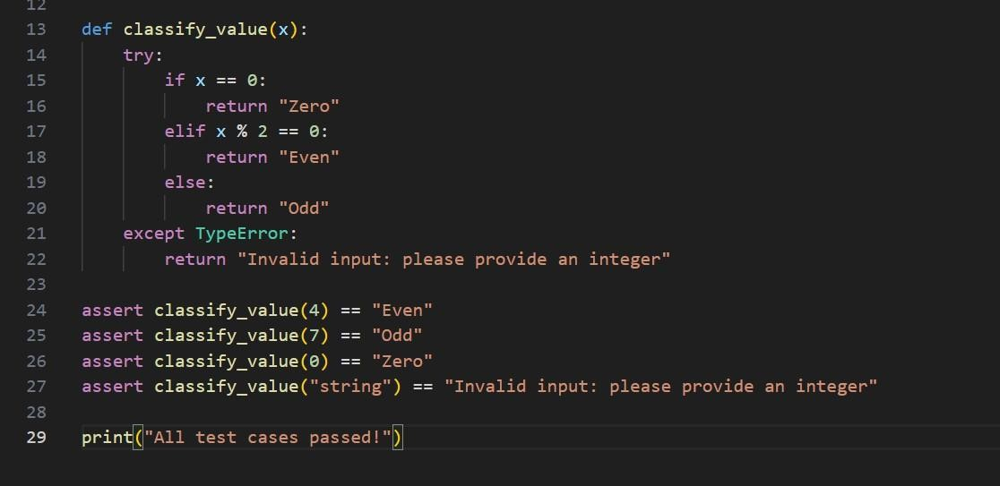 12
13 def classify_value(x):
14     try:
15         if x == 0:
16             return "Zero"
17         elif x % 2 == 0:
18             return "Even"
19         else:
20             return "Odd"
21     except TypeError:
22         return "Invalid input: please provide an integer"
23
24 assert classify_value(4) == "Even"
25 assert classify_value(7) == "Odd"
26 assert classify_value(0) == "Zero"
27 assert classify_value("string") == "Invalid input: please provide an integer"
28
29 print("All test cases passed!")